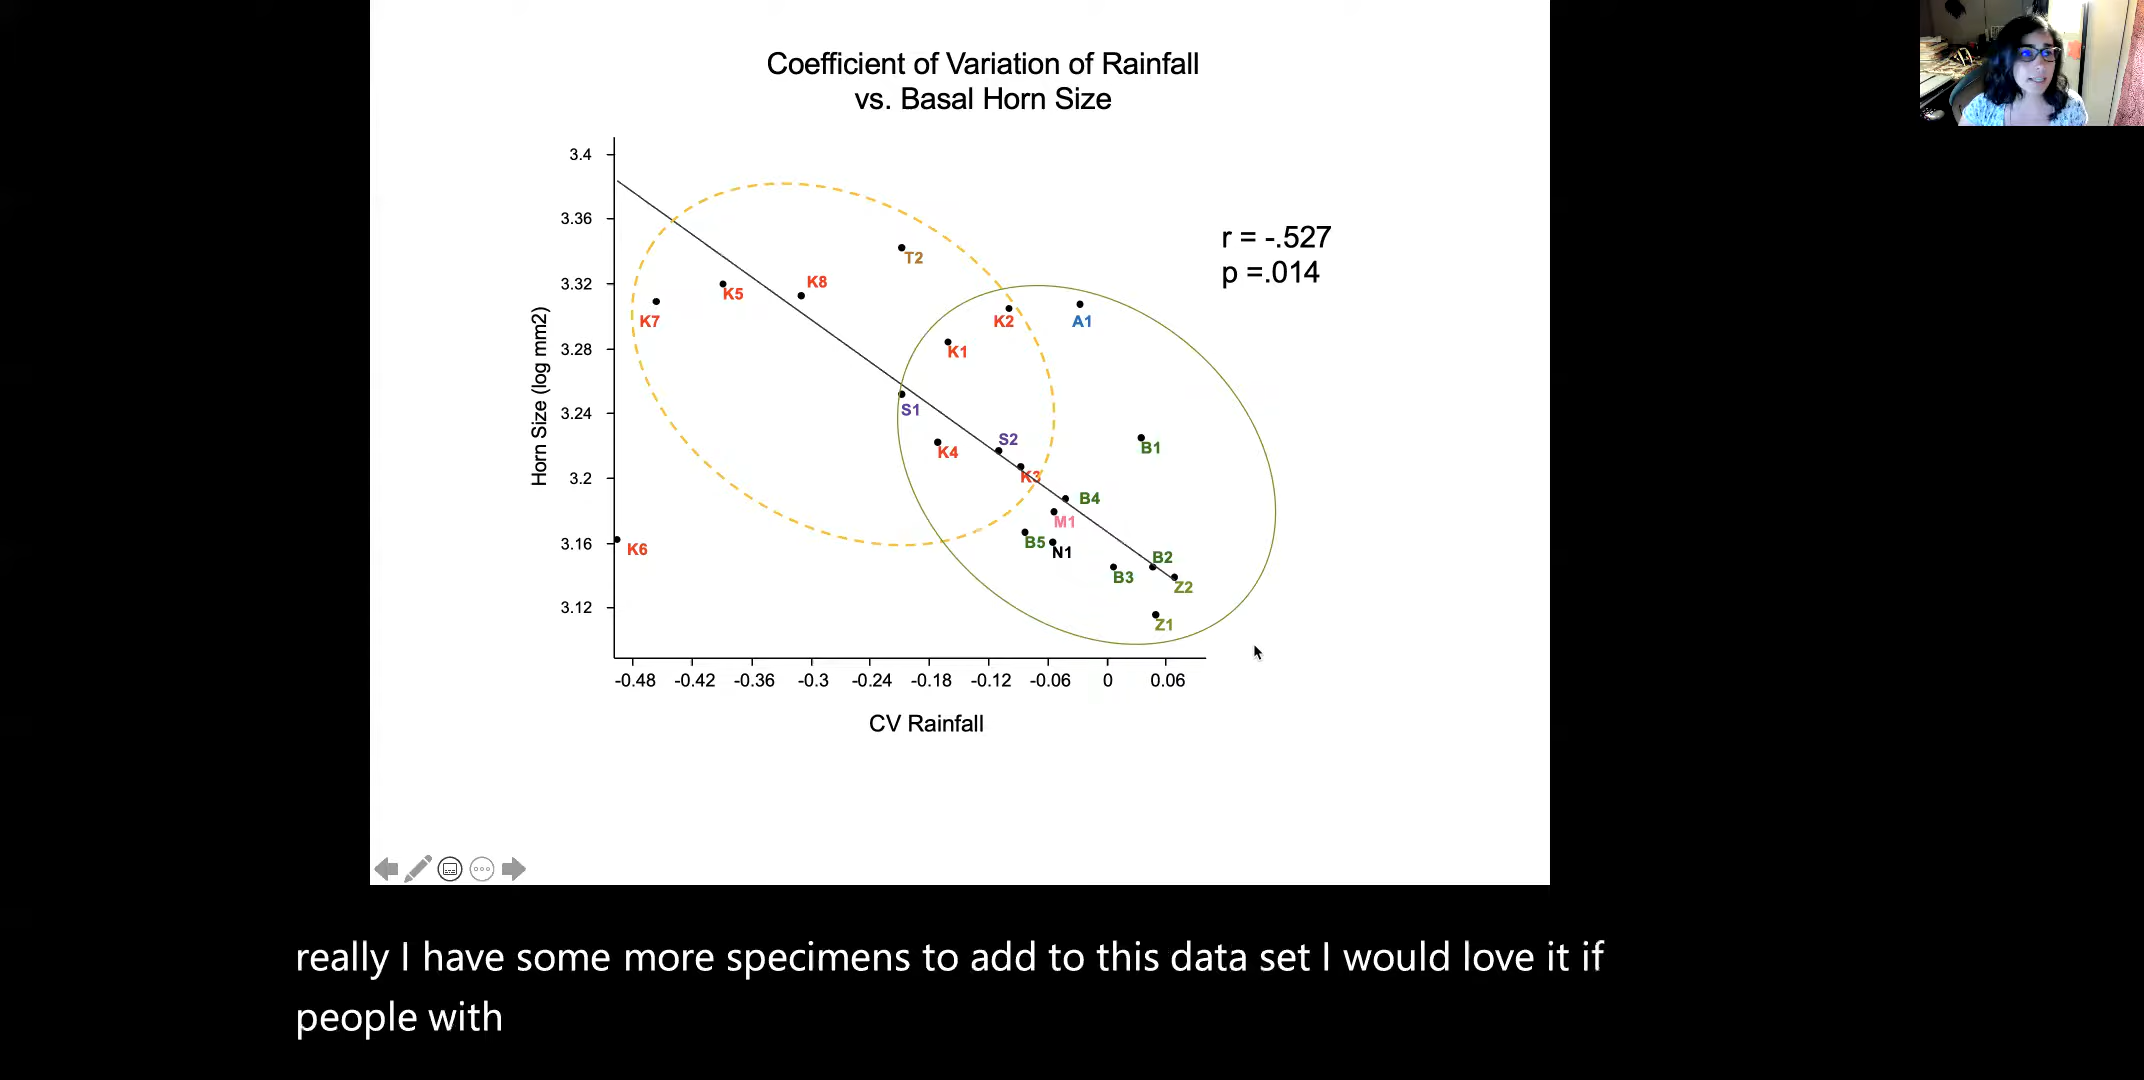 Coefficient of Variation of Rainfall
vs. Basal Horn Size
r = -.527
p =.014
Horn Size (log mm2)
3.4
3.36
3.32
3.28
3.24
3.2
3.16
3.12
T2
K8
K5
K7
K2
A1
K1
S1
S2
K4
B1
K3
B4
M1
B5
N1
K6
B2
B3
Z2
Z1
-0.48 -0.42 -0.36 -0.3 -0.24 -0.18 -0.12 -0.06 0 0.06
CV Rainfall
really I have some more specimens to add to this data set I would love it if
people with